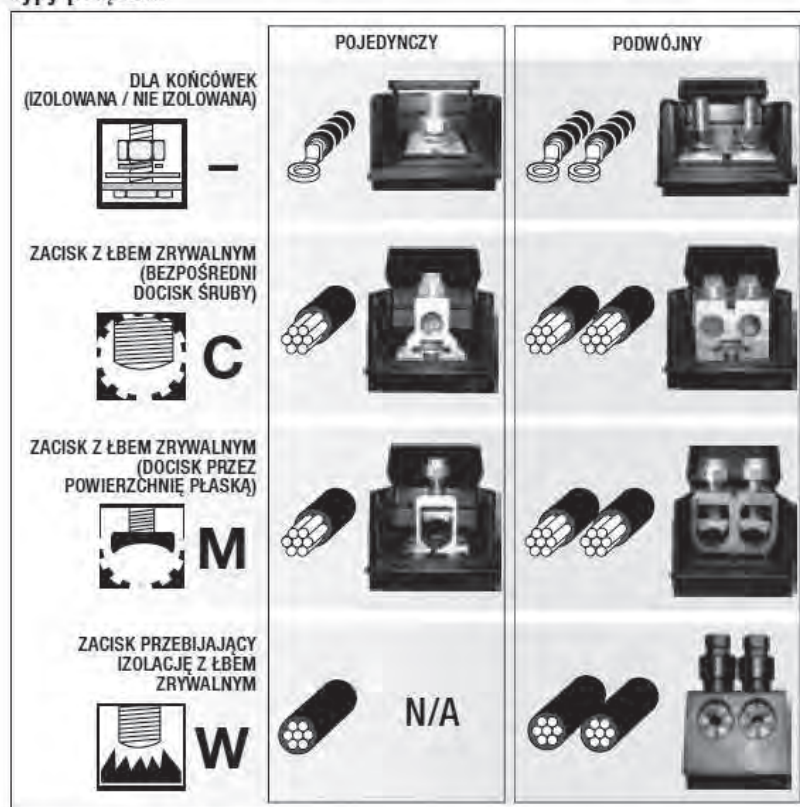 POJEDYNCZY
PODWÓJNY
DLA KOŃCÓWEK
(IZOLOWANA / NIE IZOLOWANA)
–
ZACISK Z ŁBEM ZRYWALNYM
(BEZPOŚREDNI
DOCISK ŚRUBY)
C
ZACISK Z ŁBEM ZRYWALNYM
(DOCISK PRZEZ
POWIERZCHNIĘ PŁASKĄ)
M
ZACISK PRZEBIJAJĄCY
IZOLACJĘ Z ŁBEM
ZRYWALNYM
W
N/A